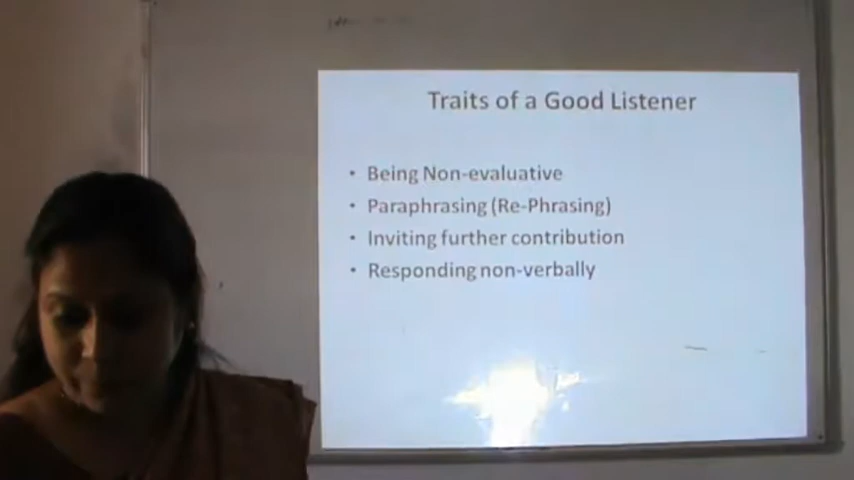 Traits of a Good Listener
• Being Non-evaluative
• Paraphrasing (Re-Phrasing)
• Inviting further contribution
• Responding non-verbally